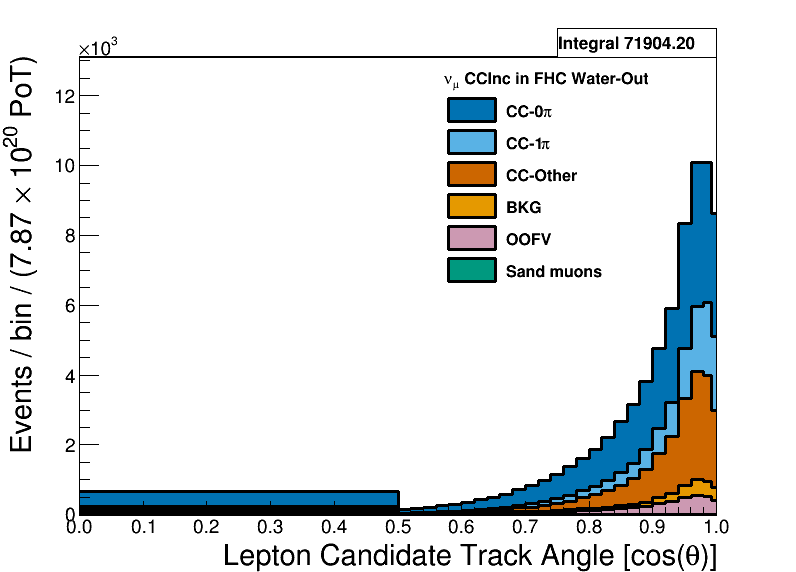 Integral 71904.20
×10³
ν_μ CCInc in FHC Water-Out
CC-0π
CC-1π
CC-Other
BKG
OOFV
Sand muons
Events / bin / (7.87 × 10²⁰ PoT)
12
10
8
6
4
2
0
0.0 0.1 0.2 0.3 0.4 0.5 0.6 0.7 0.8 0.9 1.0
Lepton Candidate Track Angle [cos(θ)]